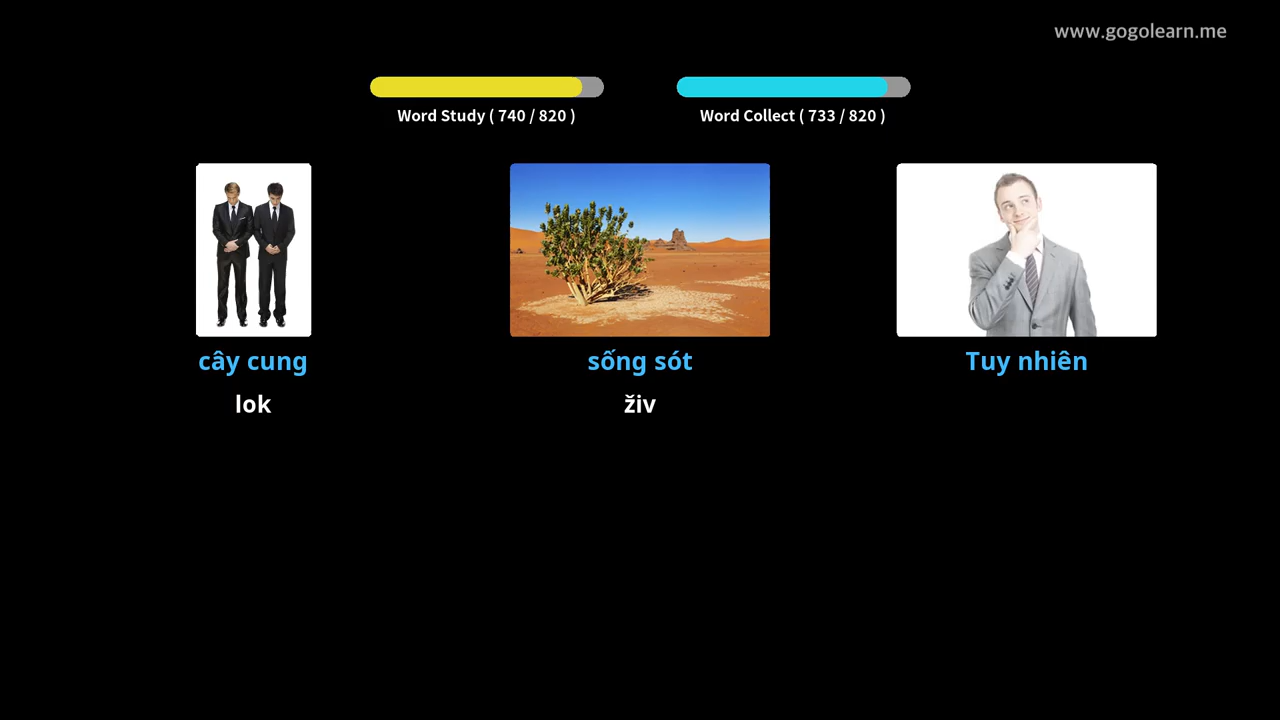 www.gogolearn.me
Word Study ( 740 / 820 )
Word Collect ( 733 / 820 )
cây cung
lok
sống sót
živ
Tuy nhiên